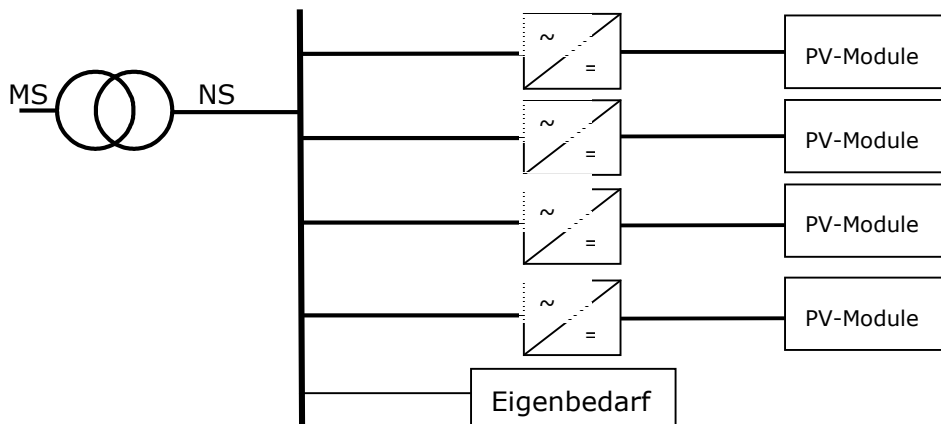 ~
=
PV-Module
MS
NS
~
=
PV-Module
~
=
PV-Module
~
=
PV-Module
Eigenbedarf